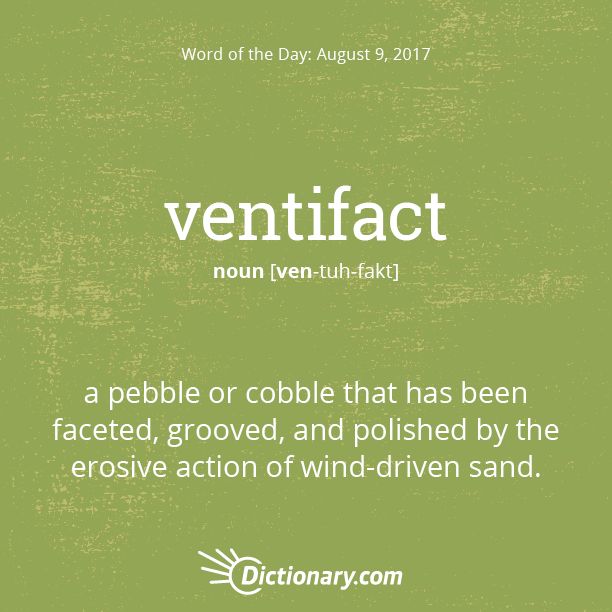 Word of the Day: August 9, 2017
ventifact
noun [ven-tuh-fakt]
a pebble or cobble that has been
faceted, grooved, and polished by the
erosive action of wind-driven sand.
Dictionary.com